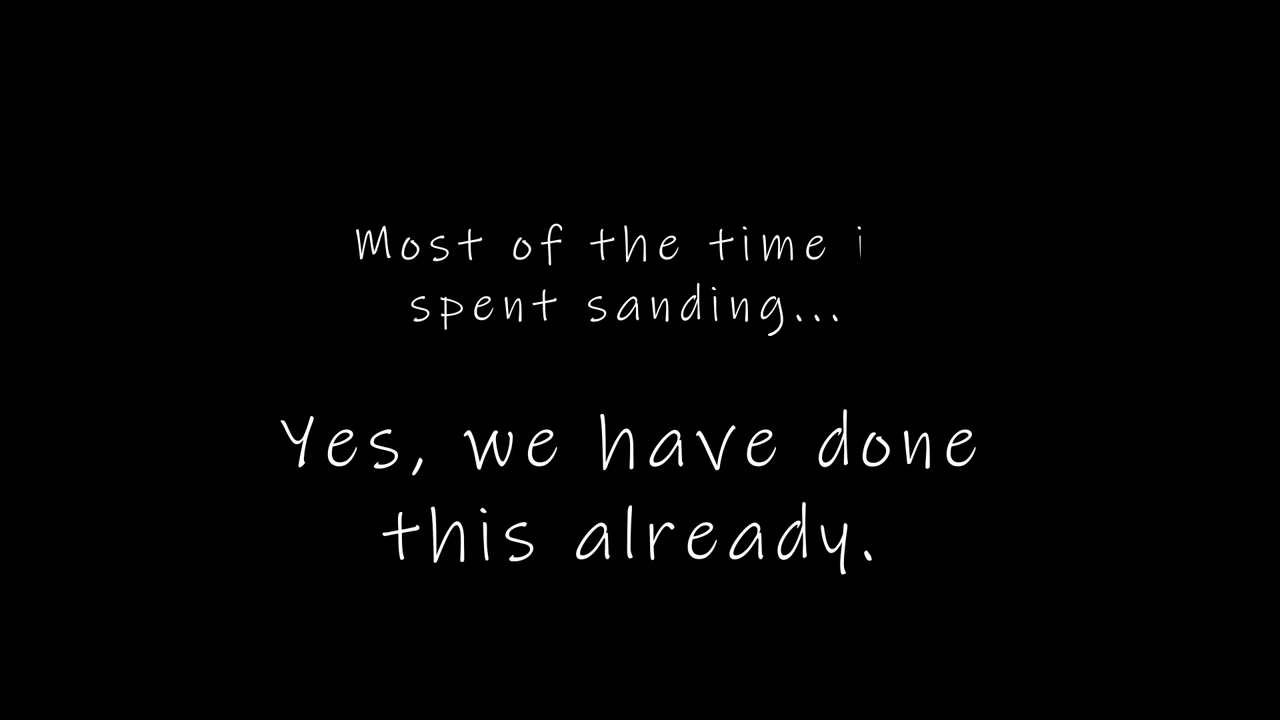 Most of the time i
spent sanding...
Yes, we have done
this already.